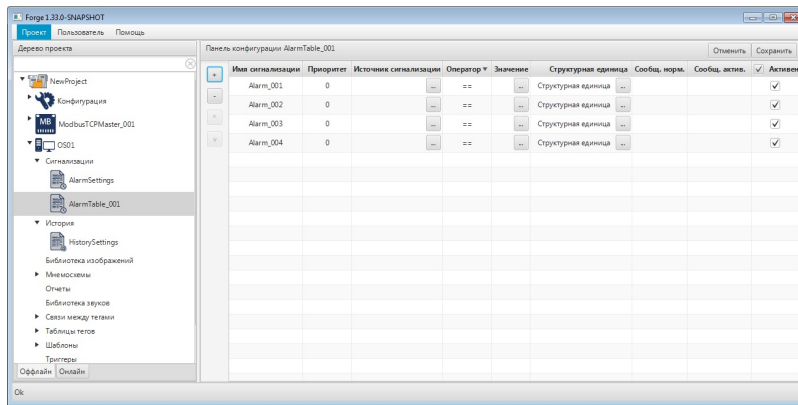 Forge 1.33.0-SNAPSHOT
Проект Пользователь Помощь
Дерево проекта
Панель конфигурации AlarmTable_001
Отменить Сохранить
NewProject
Конфигурация
MB ModbusTCPMaster_001
OS01
Сигнализации
AlarmSettings
AlarmTable_001
История
HistorySettings
Библиотека изображений
Мнемосхемы
Отчеты
Библиотека звуков
Связи между тегами
Таблицы тегов
Шаблоны
Триггеры
Оффлайн Онлайн
+
-
Имя сигнализации Приоритет Источник сигнализации Оператор Значение Структурная единица Сообщ. норм. Сообщ. актив. Активен
Alarm_001 0 ... == ... Структурная единица ...
Alarm_002 0 ... == ... Структурная единица ...
Alarm_003 0 ... == ... Структурная единица ...
Alarm_004 0 ... == ... Структурная единица ...
Ok